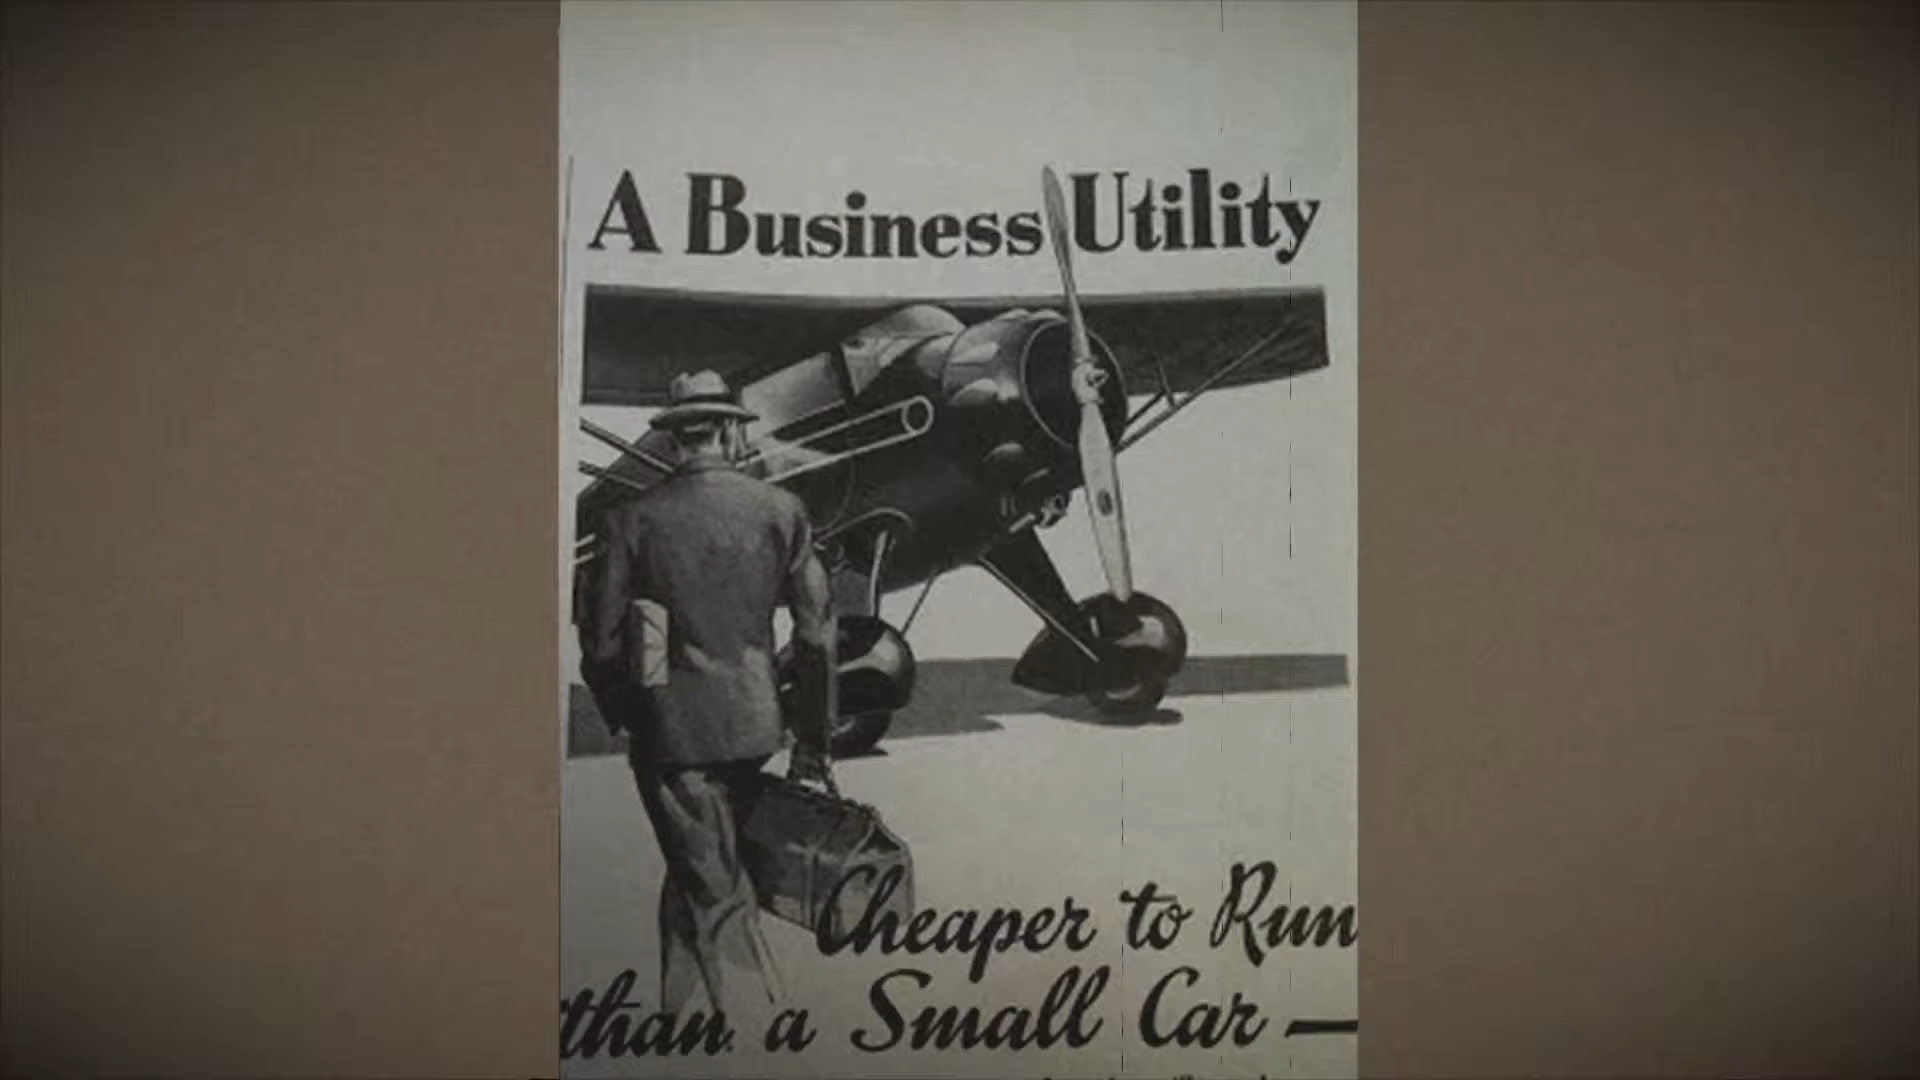 A Business Utility
Cheaper to Run
than a Small Car —